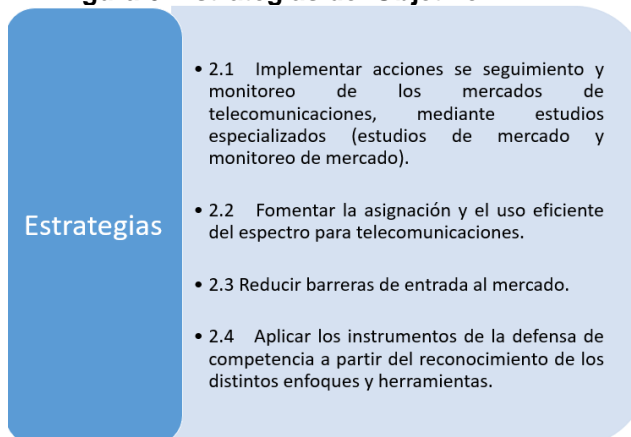 Estrategias
• 2.1 Implementar acciones se seguimiento y
monitoreo de los mercados de
telecomunicaciones, mediante estudios
especializados (estudios de mercado y
monitoreo de mercado).
• 2.2 Fomentar la asignación y el uso eficiente
del espectro para telecomunicaciones.
• 2.3 Reducir barreras de entrada al mercado.
• 2.4 Aplicar los instrumentos de la defensa de
competencia a partir del reconocimiento de los
distintos enfoques y herramientas.